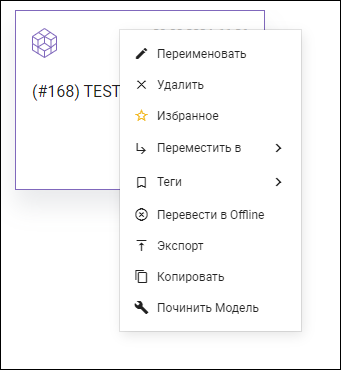 (#168) TEST
Переименовать
Удалить
Избранное
Переместить в
Теги
Перевести в Offline
Экспорт
Копировать
Починить Модель